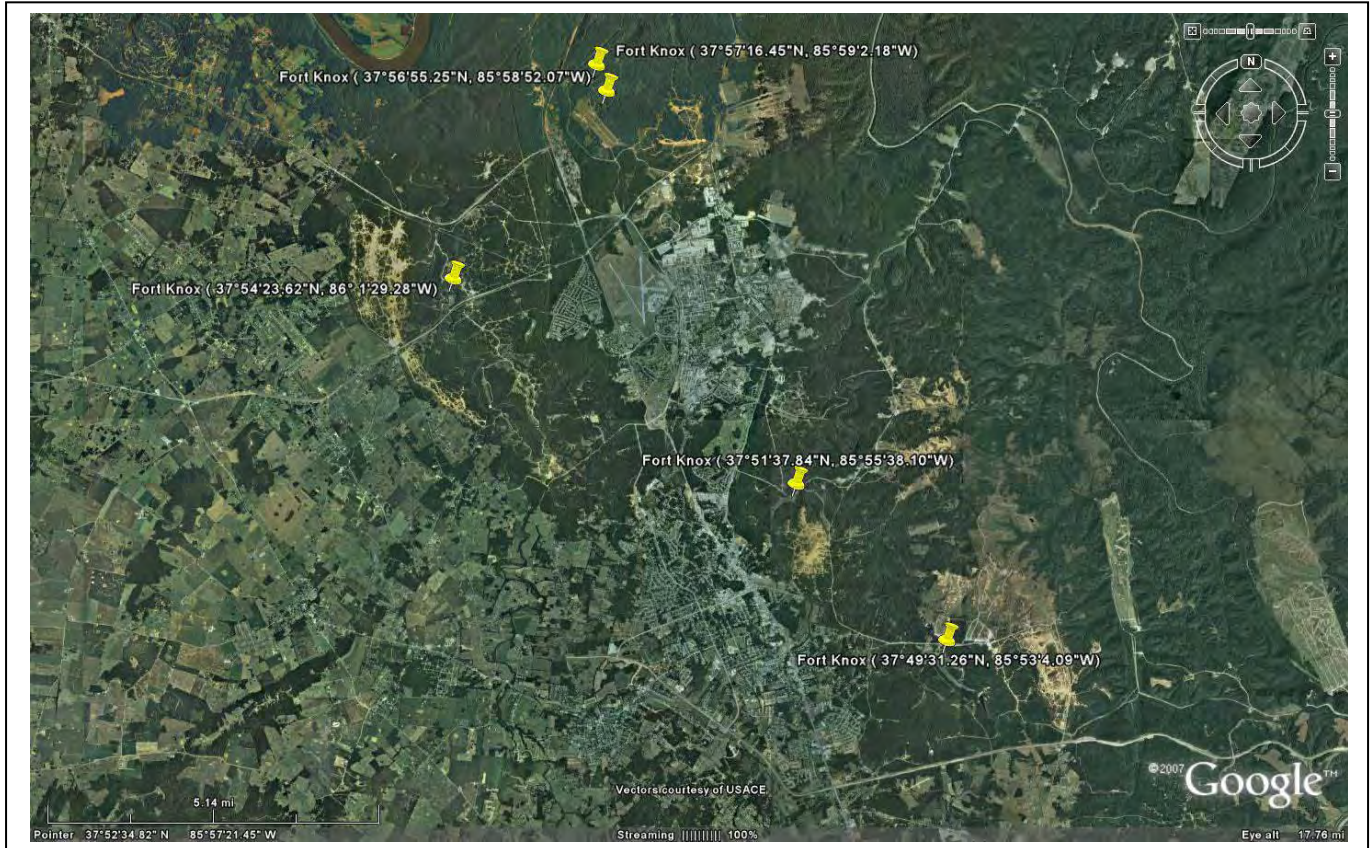 N
Fort Knox ( 37°57'16.45"N, 85°59'2.18"W)
Fort Knox ( 37°56'55.25"N, 85°58'52.07"W)
Fort Knox ( 37°54'23.62"N, 86° 1'29.28"W)
Fort Knox ( 37°51'37.84"N, 85°55'38.10"W)
Fort Knox ( 37°49'31.26"N, 85°53'4.09"W)
©2007 Google™
5.14 mi
Vectors courtesy of USACE
Pointer 37°52'34.82" N 85°57'21.45" W Streaming |||||||||| 100% Eye alt 17.76 mi